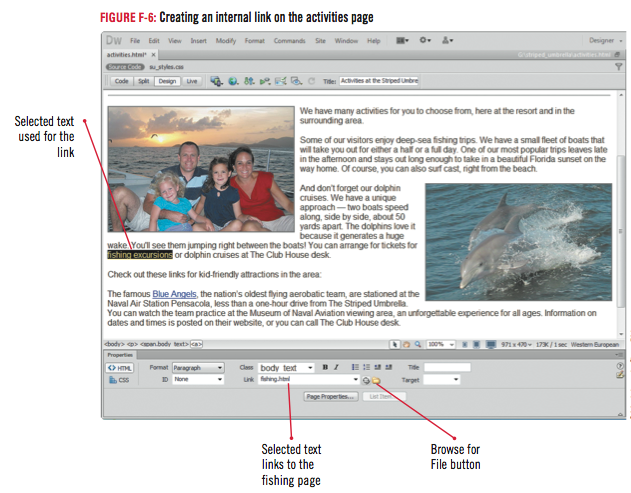 FIGURE F-6: Creating an internal link on the activities page
DW File Edit View Insert Modify Format Commands Site Window Help Designer
activities.html* ×
Source Code su_styles.css
Code Split Design Live Title: Activities at the Striped Umbre
We have many activities for you to choose from, here at the resort and in the
surrounding area.
Some of our visitors enjoy deep-sea fishing trips. We have a small fleet of boats that
will take you out for either a half or a full day. One of our most popular trips leaves late
in the afternoon and stays out long enough to take in a beautiful Florida sunset on the
way home. Of course, you can also surf cast, right from the beach.
And don't forget our dolphin
cruises. We have a unique
approach — two boats speed
along, side by side, about 50
yards apart. The dolphins love it
because it generates a huge
wake. You'll see them jumping right between the boats! You can arrange for tickets for
fishing excursions or dolphin cruises at The Club House desk.
Check out these links for kid-friendly attractions in the area:
The famous Blue Angels, the nation's oldest flying aerobatic team, are stationed at the
Naval Air Station Pensacola, less than a one-hour drive from The Striped Umbrella.
You can watch the team practice at the Museum of Naval Aviation viewing area, an unforgettable experience for all ages. Information on
dates and times is posted on their website, or you can call The Club House desk.
<body> <p> <span.body_text> <a> 100% 971 x 470 173K / 1 sec Western European
Properties
<> HTML Format Paragraph Class body_text B I Title
CSS ID None Link fishing.html Target
Page Properties... List Item...
Selected text
used for the
link
Selected text
links to the
fishing page
Browse for
File button